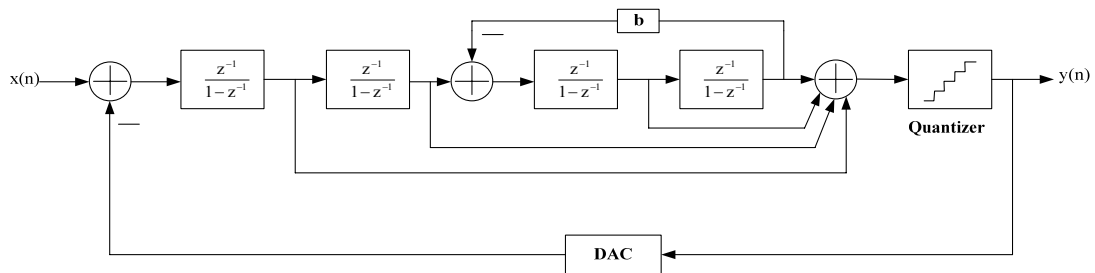 b
x(n)
z⁻¹
1−z⁻¹
z⁻¹
1−z⁻¹
z⁻¹
1−z⁻¹
z⁻¹
1−z⁻¹
y(n)
Quantizer
DAC